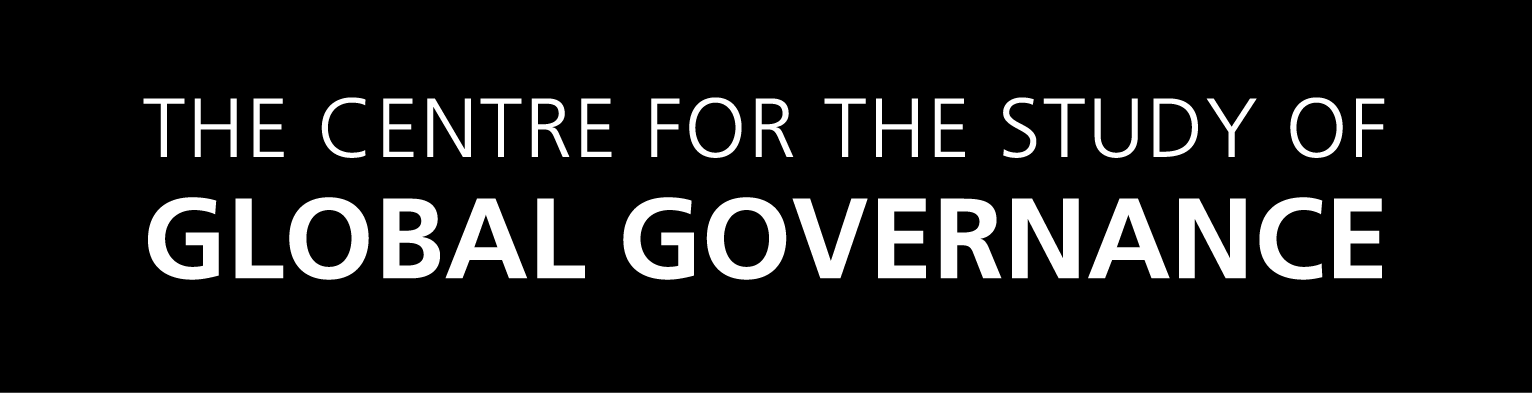 THE CENTRE FOR THE STUDY OF
GLOBAL GOVERNANCE